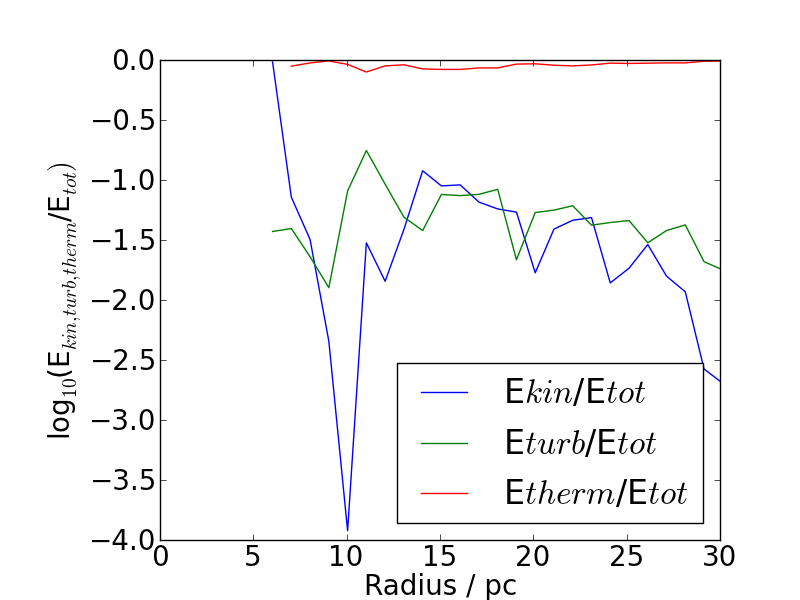 0.0
−0.5
−1.0
−1.5
−2.0
−2.5
−3.0
−3.5
−4.0
log10(Ekin,turb,therm/Etot)
Ekin/Etot
Eturb/Etot
Etherm/Etot
0 5 10 15 20 25 30
Radius / pc